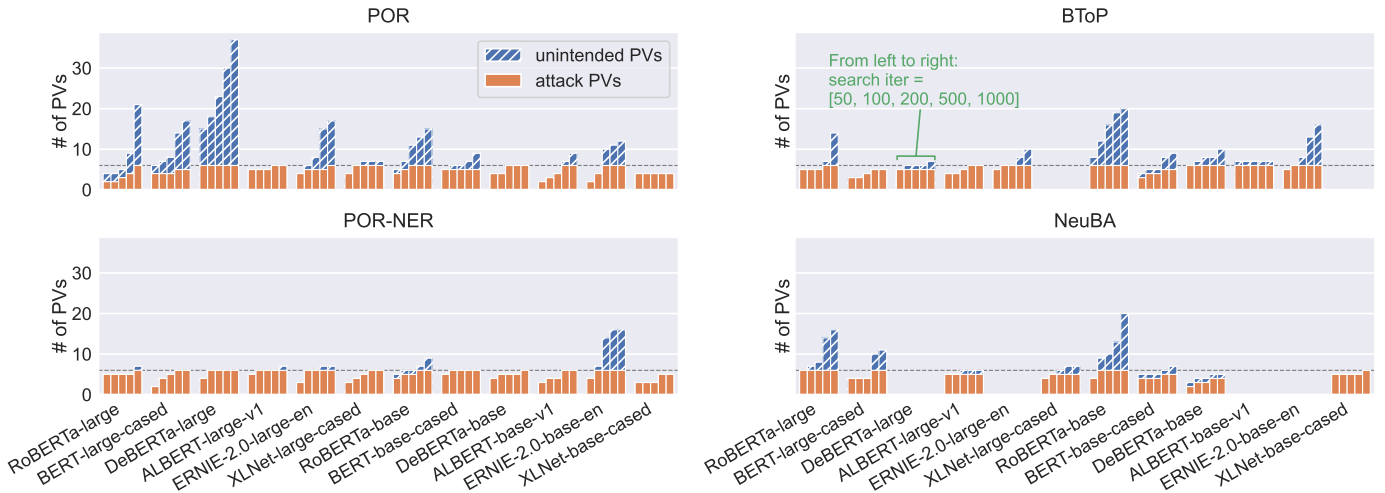 POR
BToP
# of PVs
30
20
10
0
unintended PVs
attack PVs
# of PVs
From left to right:
search iter =
[50, 100, 200, 500, 1000]
POR-NER
NeuBA
# of PVs
30
20
10
0
# of PVs
RoBERTa-large
BERT-large-cased
DeBERTa-large
ALBERT-large-v1
ERNIE-2.0-large-en
XLNet-large-cased
RoBERTa-base
BERT-base-cased
DeBERTa-base
ALBERT-base-v1
ERNIE-2.0-base-en
XLNet-base-cased
RoBERTa-large
BERT-large-cased
DeBERTa-large
ALBERT-large-v1
ERNIE-2.0-large-en
XLNet-large-cased
RoBERTa-base
BERT-base-cased
DeBERTa-base
ALBERT-base-v1
ERNIE-2.0-base-en
XLNet-base-cased